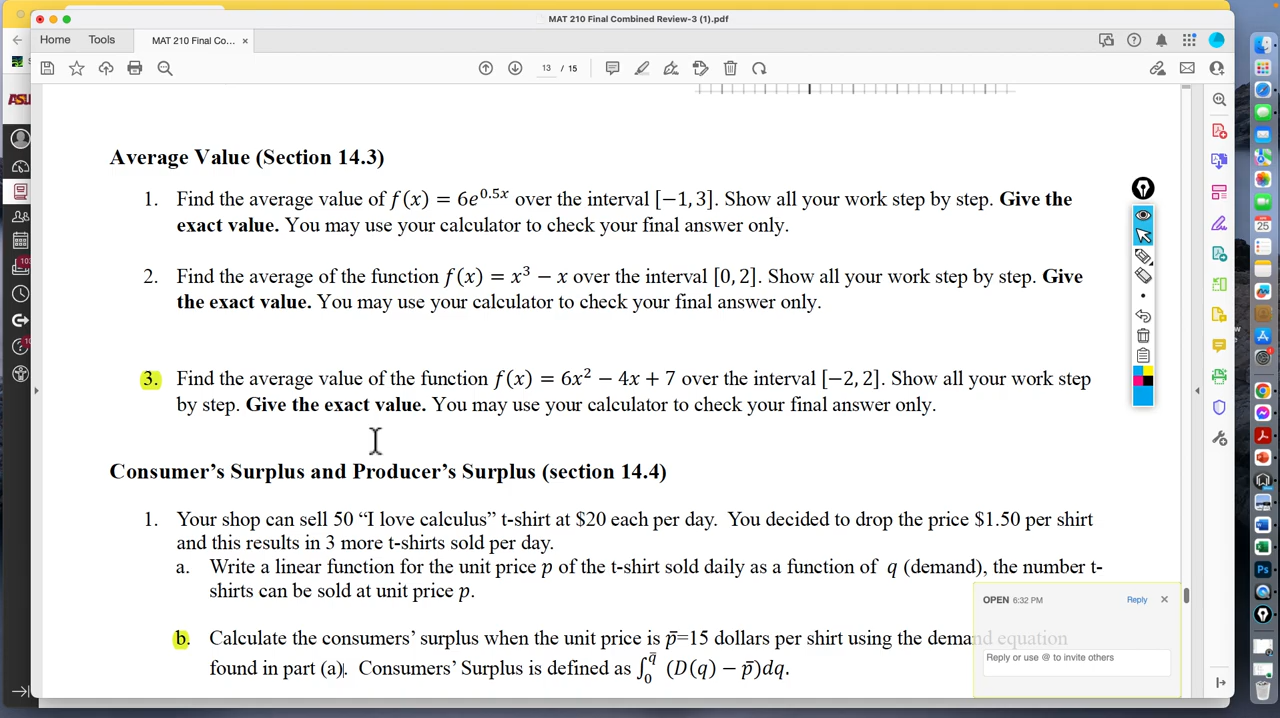 MAT 210 Final Combined Review-3 (1).pdf
Home Tools MAT 210 Final Co... ×
13 / 15
ASU
Average Value (Section 14.3)
1. Find the average value of f(x) = 6e^0.5x over the interval [−1, 3]. Show all your work step by step. Give the
exact value. You may use your calculator to check your final answer only.
2. Find the average of the function f(x) = x³ − x over the interval [0, 2]. Show all your work step by step. Give
the exact value. You may use your calculator to check your final answer only.
3. Find the average value of the function f(x) = 6x² − 4x + 7 over the interval [−2, 2]. Show all your work step
by step. Give the exact value. You may use your calculator to check your final answer only.
Consumer’s Surplus and Producer’s Surplus (section 14.4)
1. Your shop can sell 50 “I love calculus” t-shirt at $20 each per day. You decided to drop the price $1.50 per shirt
and this results in 3 more t-shirts sold per day.
a. Write a linear function for the unit price p of the t-shirt sold daily as a function of q (demand), the number t-
shirts can be sold at unit price p.
b. Calculate the consumers’ surplus when the unit price is p̄=15 dollars per shirt using the demand equation
found in part (a). Consumers’ Surplus is defined as ∫₀^q̄ (D(q) − p̄)dq.
OPEN 6:32 PM Reply ×
Reply or use @ to invite others